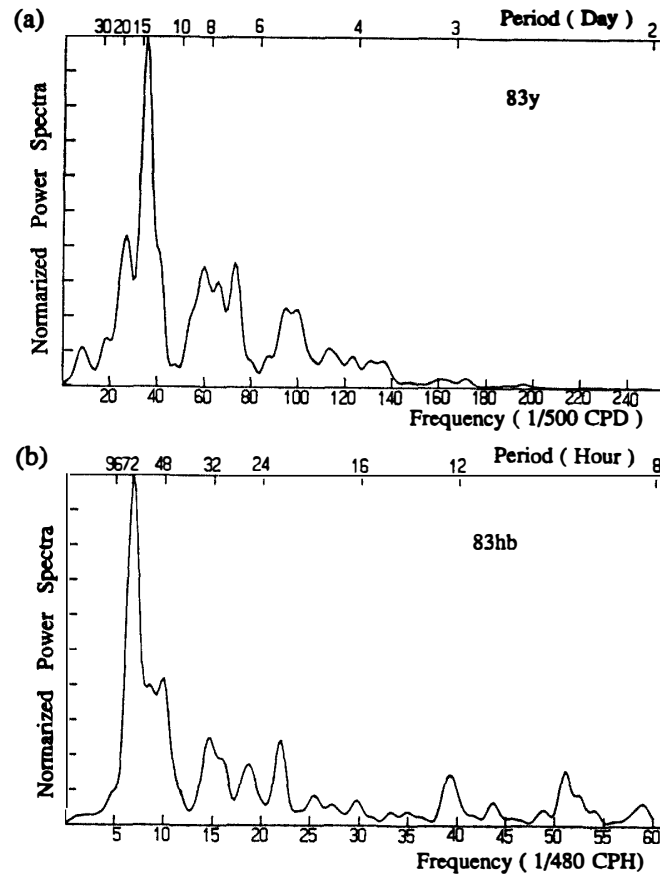 (a)
30 20 15 10 8 6 4 3 Period ( Day ) 2
83y
Normarized Power Spectra
20 40 60 80 100 120 140 160 180 200 220 240
Frequency ( 1/500 CPD )
(b)
96 72 48 32 24 16 12 Period ( Hour ) 8
83hb
Normarized Power Spectra
5 10 15 20 25 30 35 40 45 50 55 60
Frequency ( 1/480 CPH )